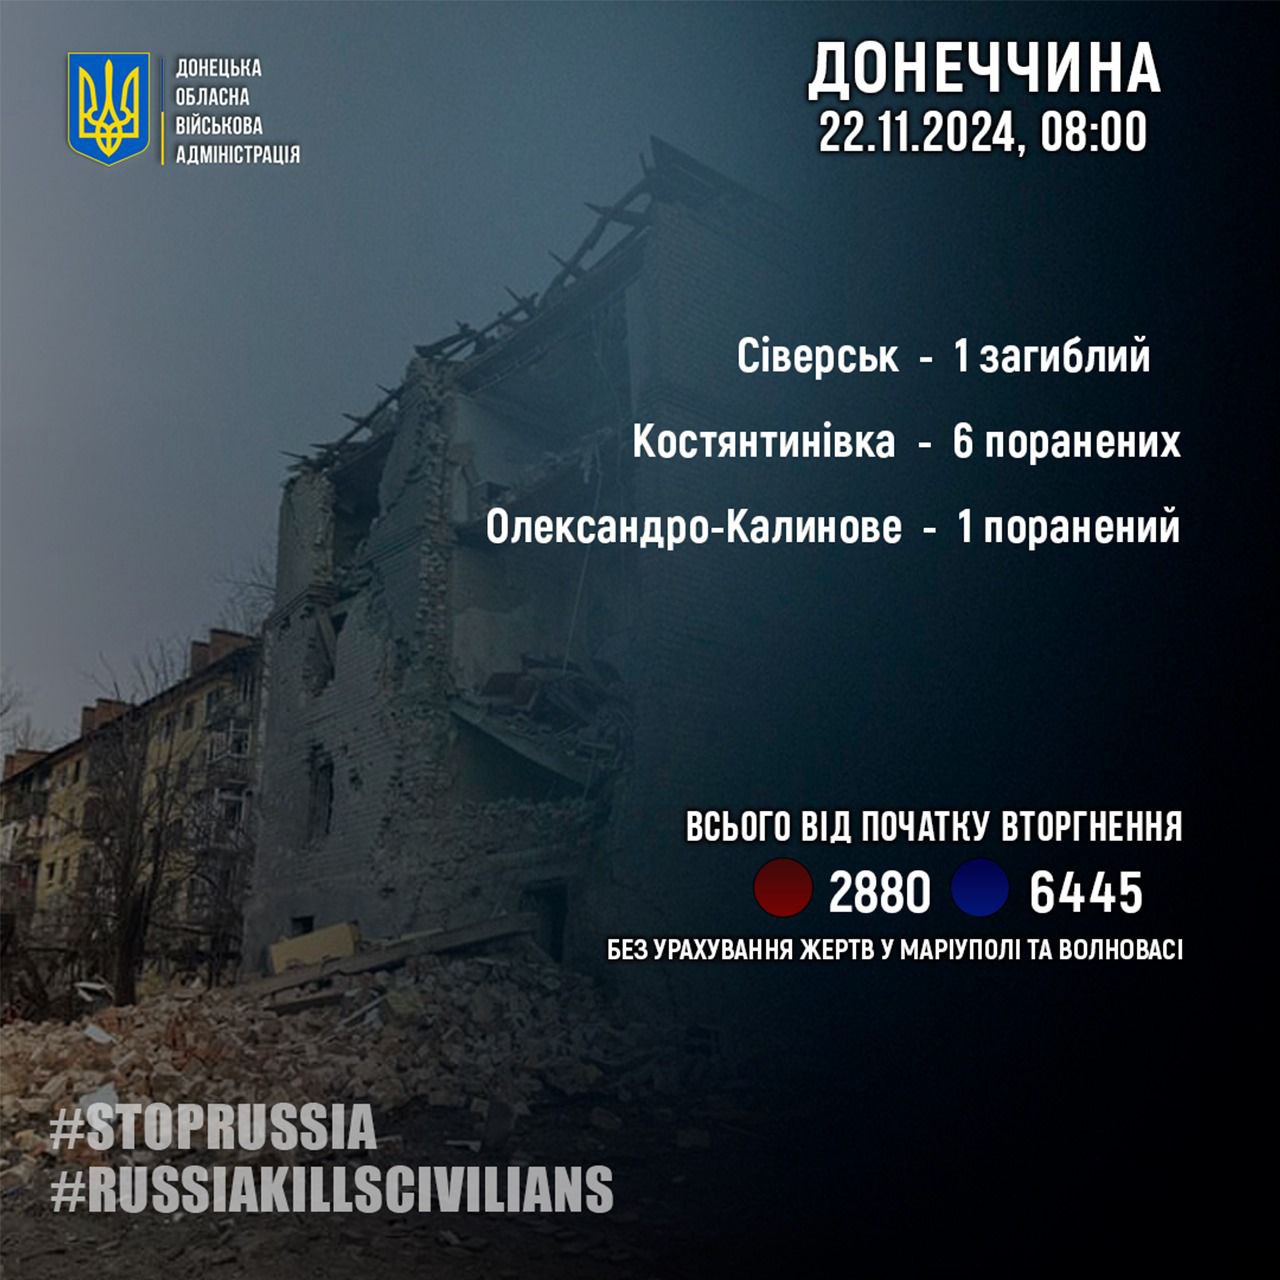 ДОНЕЦЬКА
ОБЛАСНА
ВІЙСЬКОВА
АДМІНІСТРАЦІЯ
ДОНЕЧЧИНА
22.11.2024, 08:00
Сіверськ - 1 загиблий
Костянтинівка - 6 поранених
Олександро-Калинове - 1 поранений
ВСЬОГО ВІД ПОЧАТКУ ВТОРГНЕННЯ
2880 6445
БЕЗ УРАХУВАННЯ ЖЕРТВ У МАРІУПОЛІ ТА ВОЛНОВАСІ
#STOPRUSSIA
#RUSSIAKILLSCIVILIANS